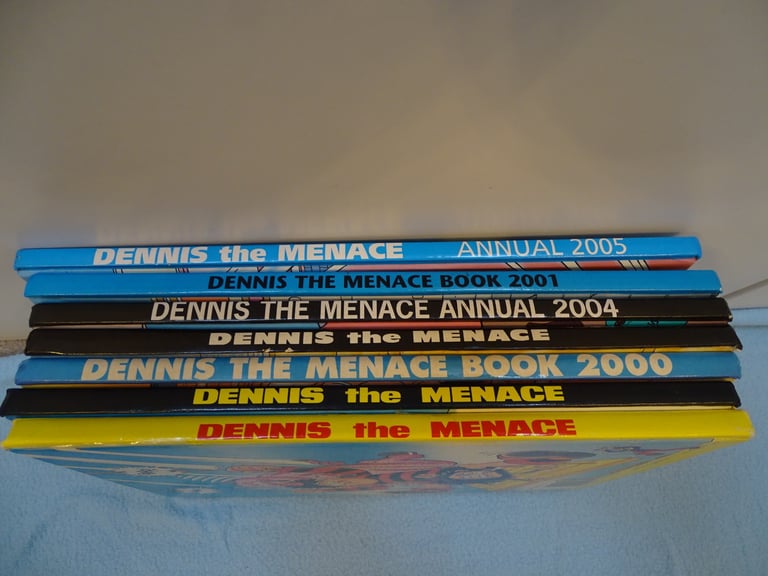 DENNIS the MENACE ANNUAL 2005
DENNIS THE MENACE BOOK 2001
DENNIS THE MENACE ANNUAL 2004
DENNIS the MENACE
DENNIS THE MENACE BOOK 2000
DENNIS the MENACE
DENNIS the MENACE